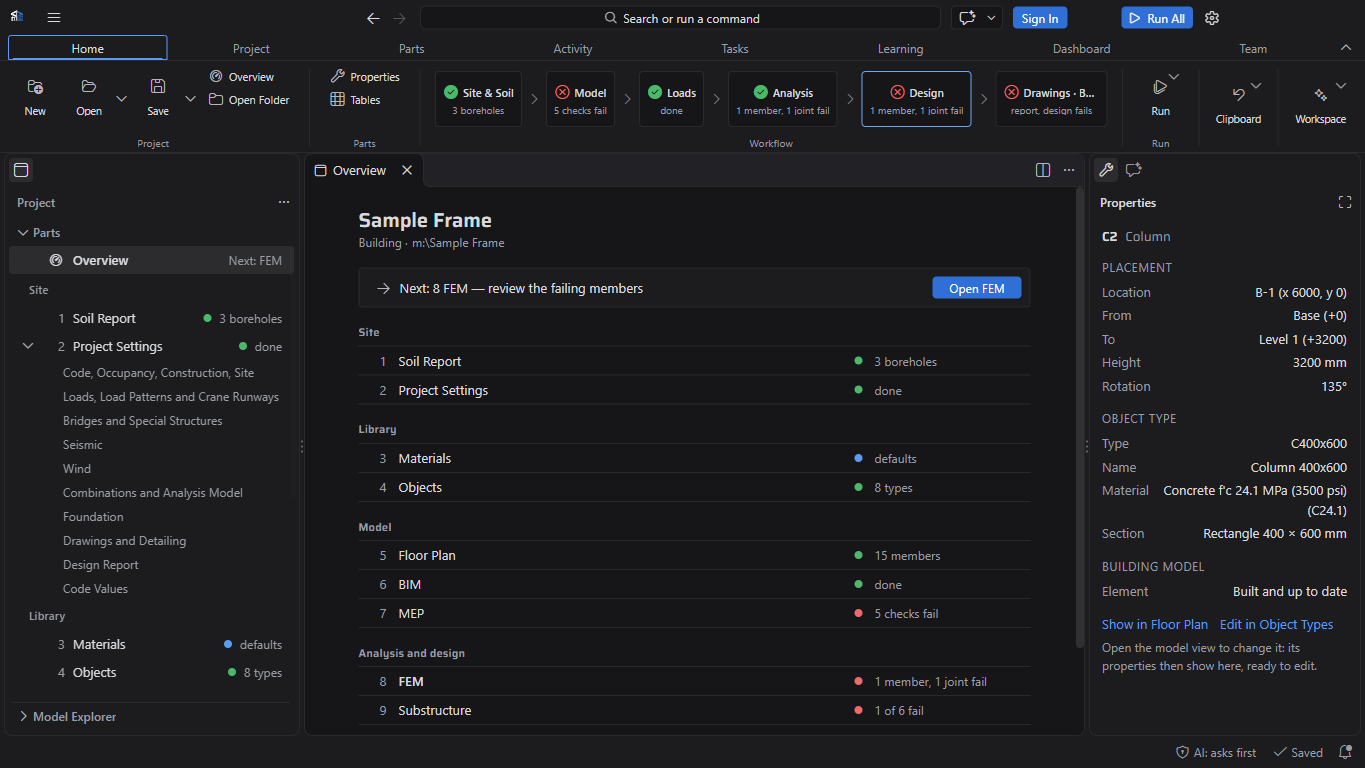 Search or run a command
Sign In
Run All
Home
Project
Parts
Activity
Tasks
Learning
Dashboard
Team
New
Open
Save
Overview
Open Folder
Project
Properties
Tables
Parts
Site & Soil
3 boreholes
Model
5 checks fail
Loads
done
Analysis
1 member, 1 joint fail
Design
1 member, 1 joint fail
Drawings · B...
report, design fails
Workflow
Run
Run
Clipboard
Workspace
Project
Parts
Overview Next: FEM
Site
1 Soil Report 3 boreholes
2 Project Settings done
Code, Occupancy, Construction, Site
Loads, Load Patterns and Crane Runways
Bridges and Special Structures
Seismic
Wind
Combinations and Analysis Model
Foundation
Drawings and Detailing
Design Report
Code Values
Library
3 Materials defaults
4 Objects 8 types
Model Explorer
Overview
Sample Frame
Building · m:\Sample Frame
Next: 8 FEM — review the failing members
Open FEM
Site
1 Soil Report 3 boreholes
2 Project Settings done
Library
3 Materials defaults
4 Objects 8 types
Model
5 Floor Plan 15 members
6 BIM done
7 MEP 5 checks fail
Analysis and design
8 FEM 1 member, 1 joint fail
9 Substructure 1 of 6 fail
Properties
C2 Column
PLACEMENT
Location B-1 (x 6000, y 0)
From Base (+0)
To Level 1 (+3200)
Height 3200 mm
Rotation 135°
OBJECT TYPE
Type C400x600
Name Column 400x600
Material Concrete f'c 24.1 MPa (3500 psi)
(C24.1)
Section Rectangle 400 × 600 mm
BUILDING MODEL
Element Built and up to date
Show in Floor Plan Edit in Object Types
Open the model view to change it: its
properties then show here, ready to edit.
AI: asks first
Saved